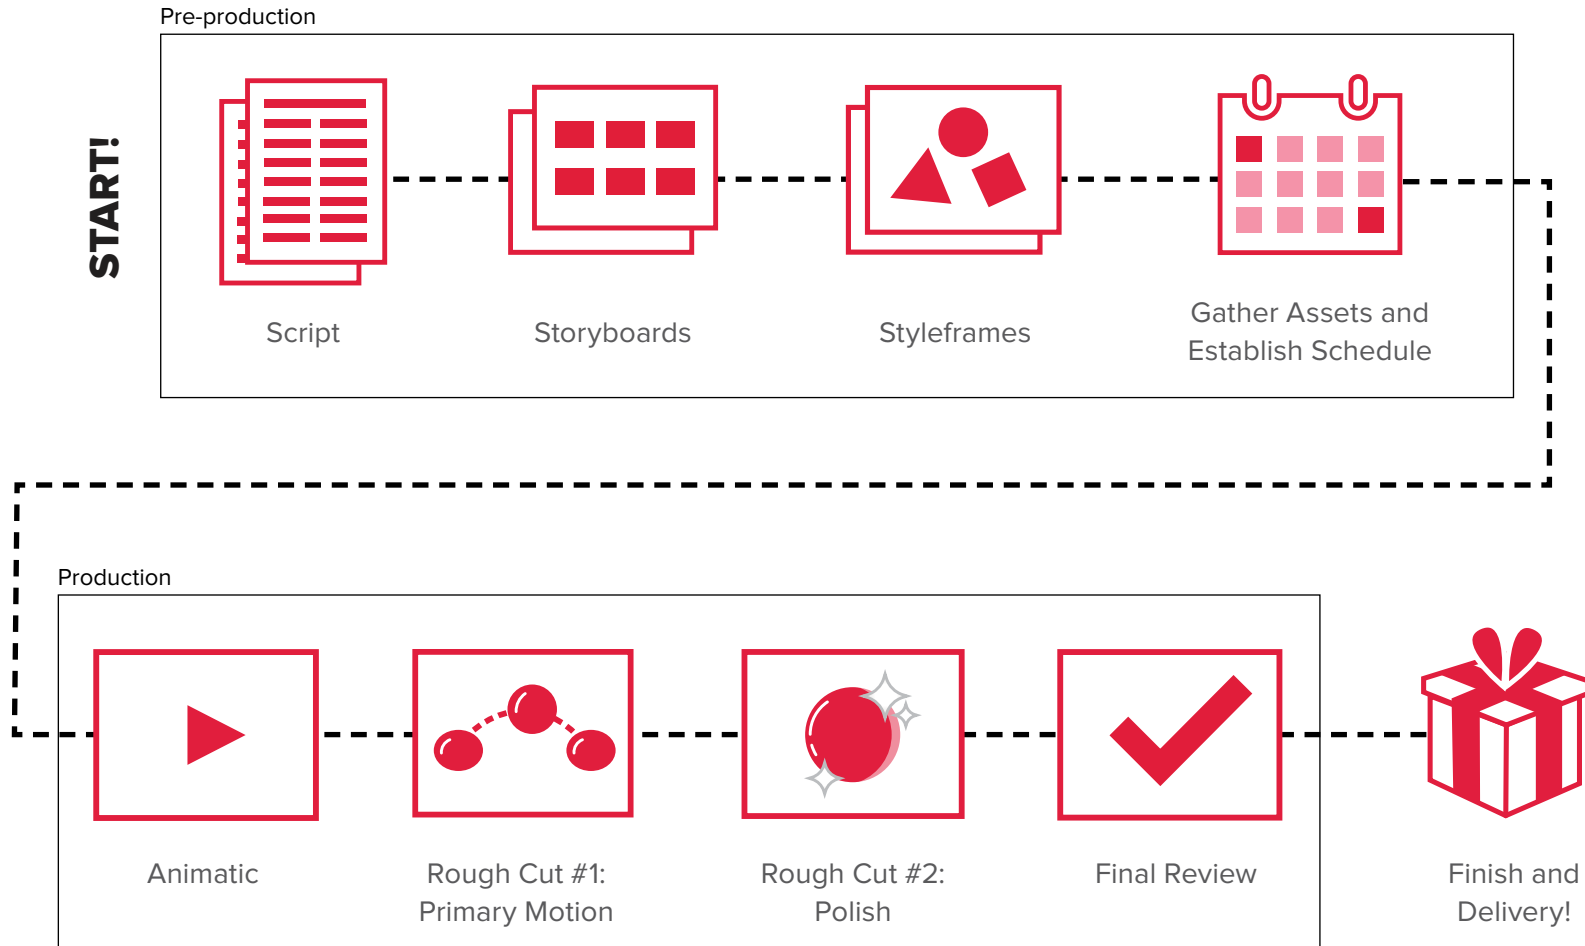 Pre-production
START!
Script
Storyboards
Styleframes
Gather Assets and
Establish Schedule
Production
Animatic
Rough Cut #1:
Primary Motion
Rough Cut #2:
Polish
Final Review
Finish and
Delivery!